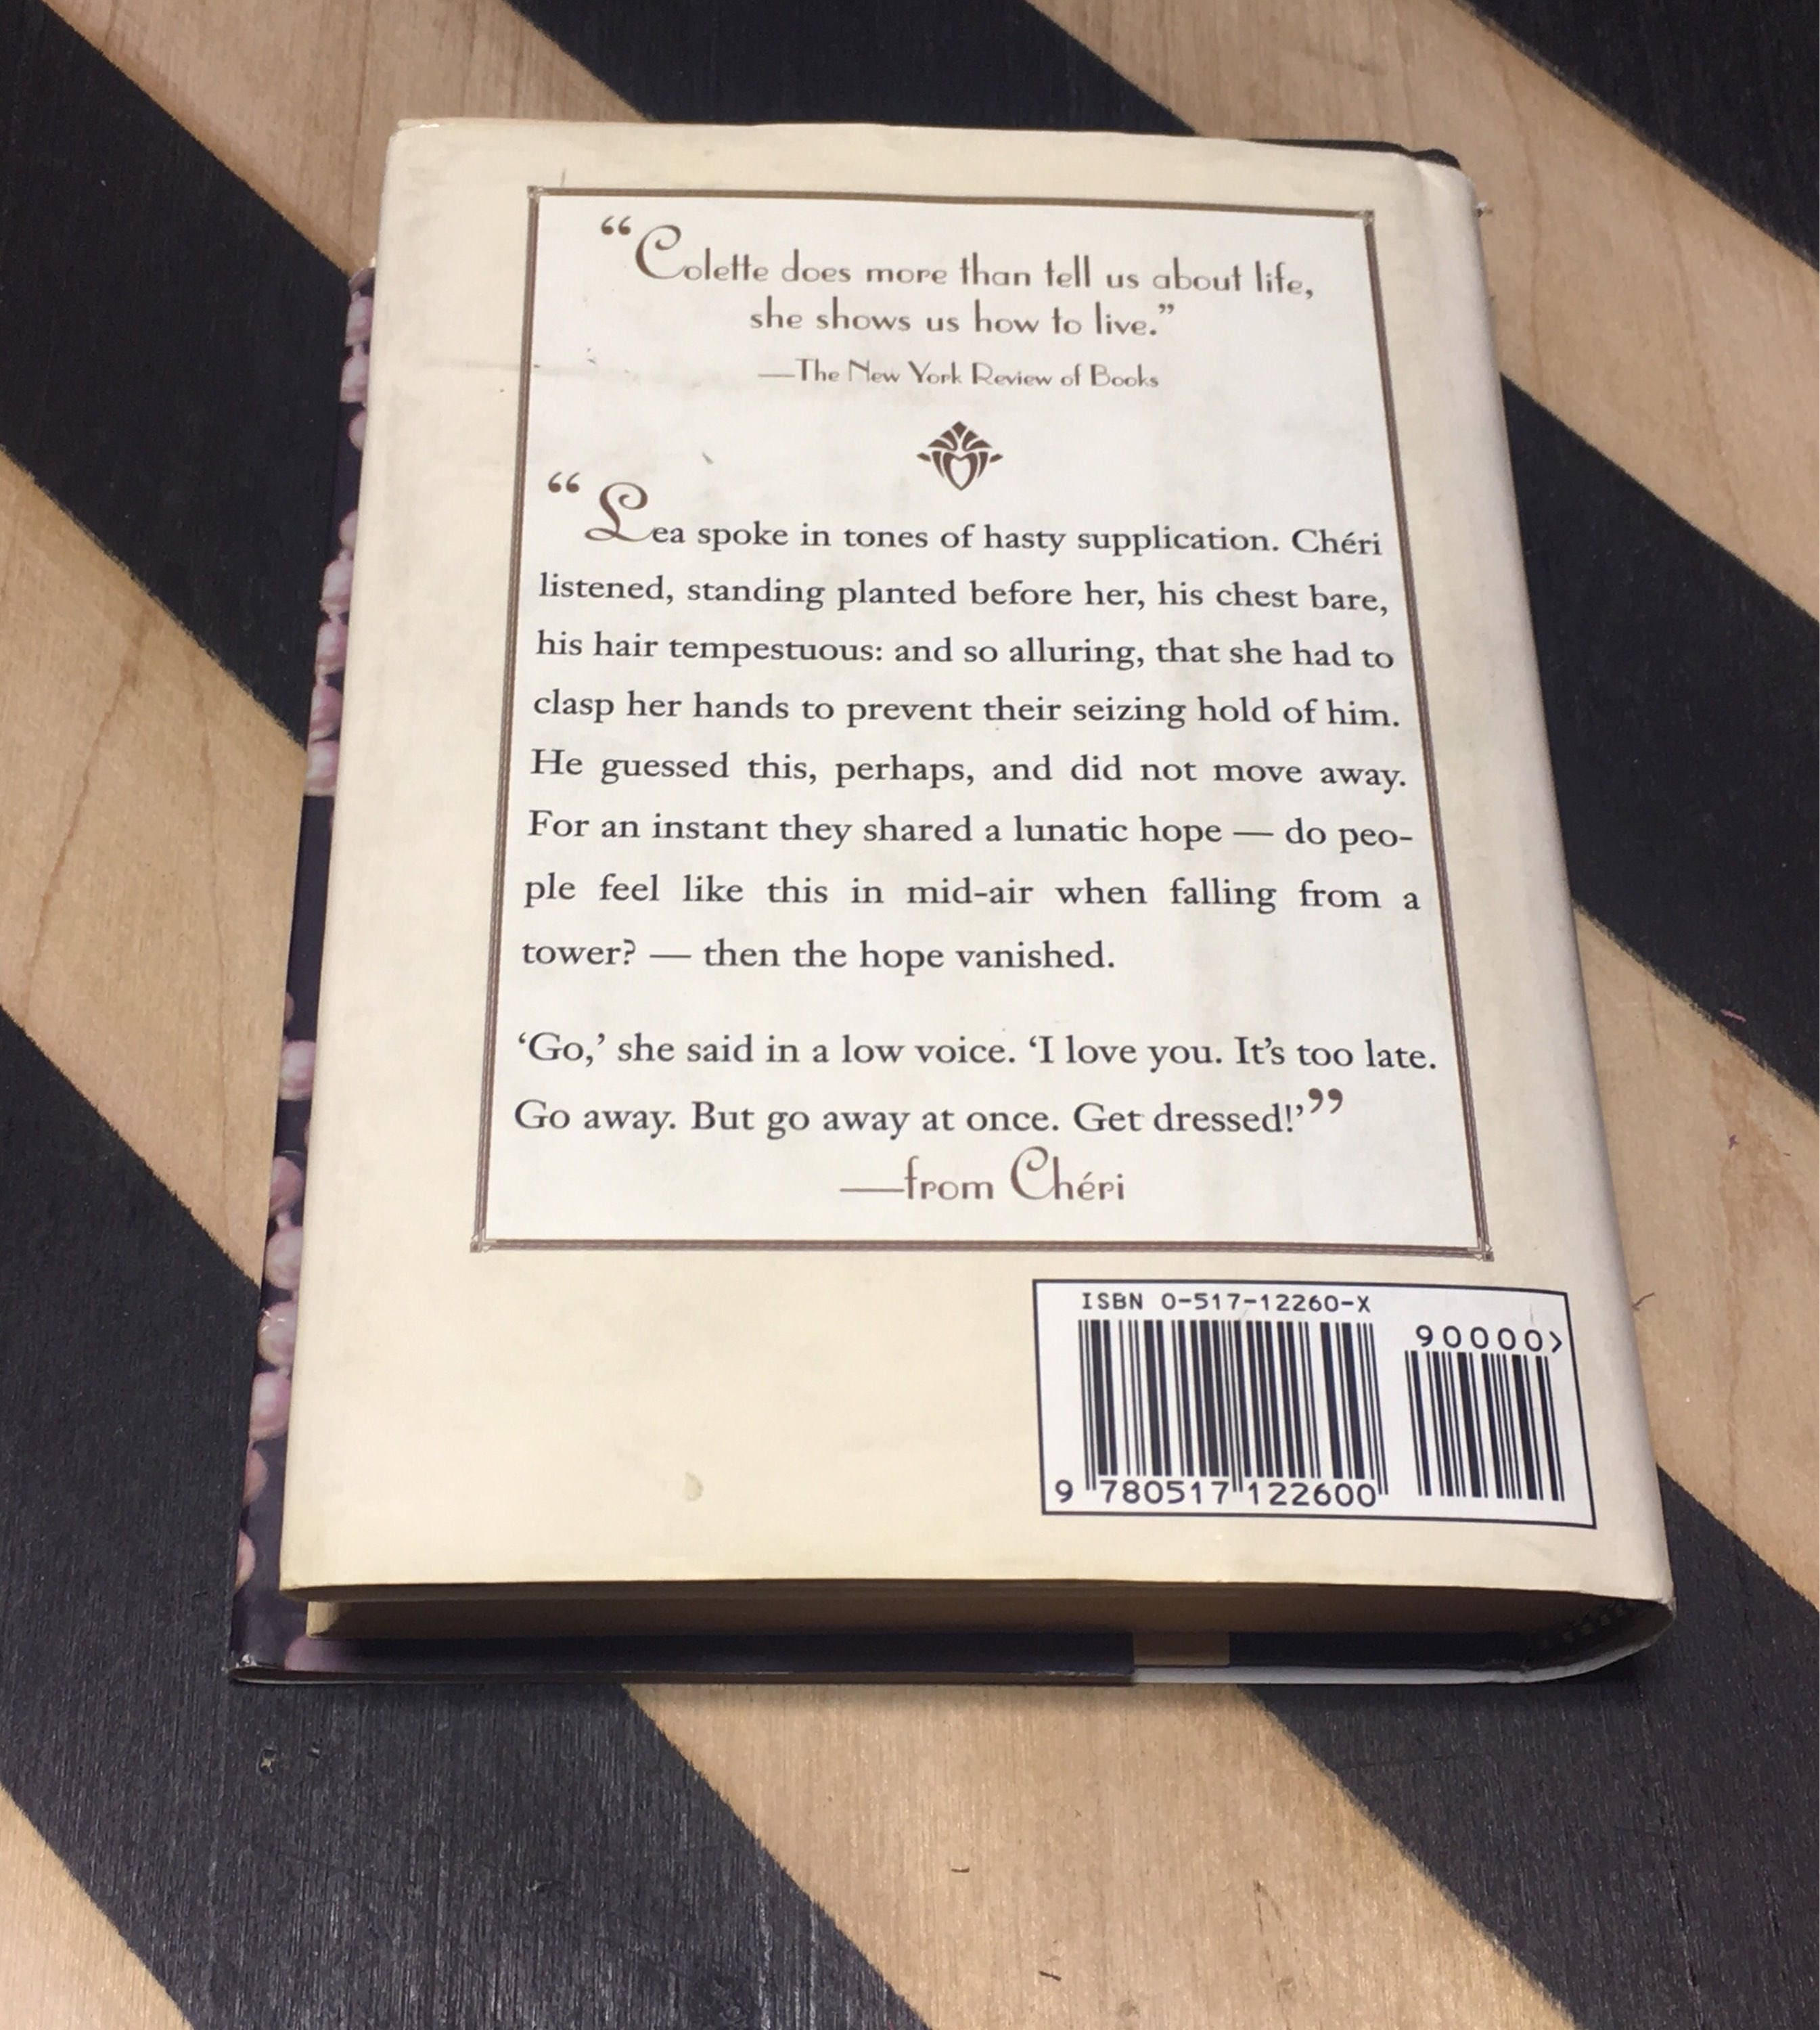 “Colette does more than tell us about life,
she shows us how to live.”
—The New York Review of Books
“Lea spoke in tones of hasty supplication. Chéri
listened, standing planted before her, his chest bare,
his hair tempestuous: and so alluring, that she had to
clasp her hands to prevent their seizing hold of him.
He guessed this, perhaps, and did not move away.
For an instant they shared a lunatic hope — do peo-
ple feel like this in mid-air when falling from a
tower? — then the hope vanished.
‘Go,’ she said in a low voice. ‘I love you. It’s too late.
Go away. But go away at once. Get dressed!’”
—from Chéri
ISBN 0-517-12260-X
90000>
9 780517 122600